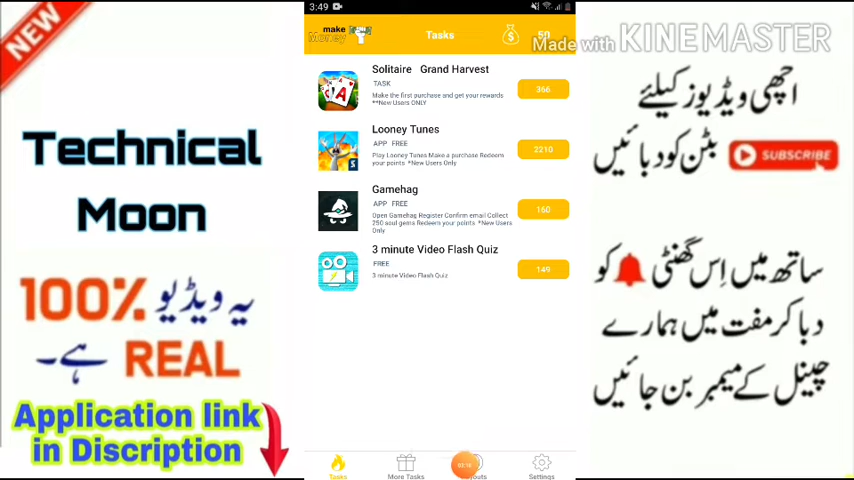 NEW
Technical
Moon
100% یہ ویڈیو
REAL ہے۔
Application link
in Discription
3:49
make
Money
Tasks
50
Made with KINEMASTER
Solitaire Grand Harvest
TASK
Make the first purchase and get your rewards
**New Users ONLY
366
Looney Tunes
APP FREE
Play Looney Tunes Make a purchase Redeem
your points *New Users Only
2210
Gamehag
APP FREE
Open Gamehag Register Confirm email Collect
250 soul gems Redeem your points *New Users
Only
160
3 minute Video Flash Quiz
FREE
3 minute Video Flash Quiz
149
Tasks
More Tasks
Settings
اچھی ویڈیوز کیلئے
بٹن کو دبائیں SUBSCRIBE
ساتھ میں اِس گھنٹی کو
دبا کر مفت میں ہمارے
چینل کے میمبر بن جائیں